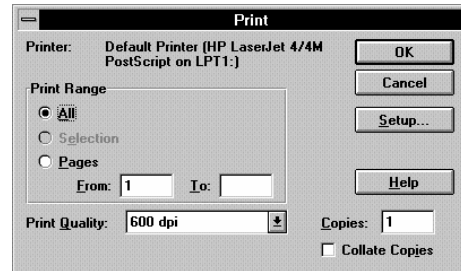 Print
Printer: Default Printer (HP LaserJet 4/4M
PostScript on LPT1:)
OK
Cancel
Setup...
Help
Print Range
All
Selection
Pages
From: 1 To:
Print Quality: 600 dpi
Copies: 1
Collate Copies